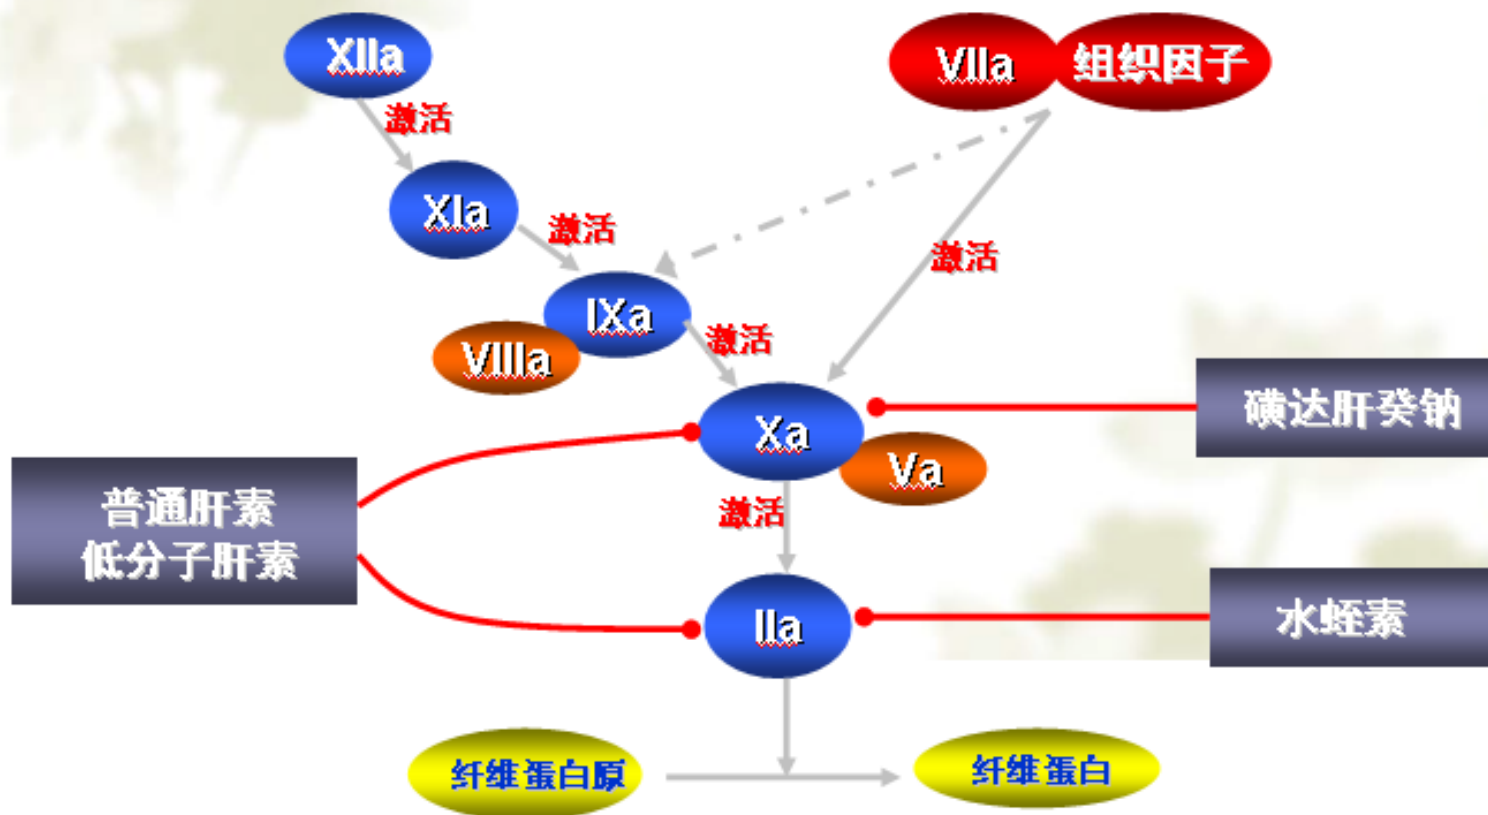 XIIa
VIIa
组织因子
激活
XIa
激活
激活
IXa
激活
VIIIa
磺达肝癸钠
Xa
Va
普通肝素
低分子肝素
激活
水蛭素
IIa
纤维蛋白原
纤维蛋白